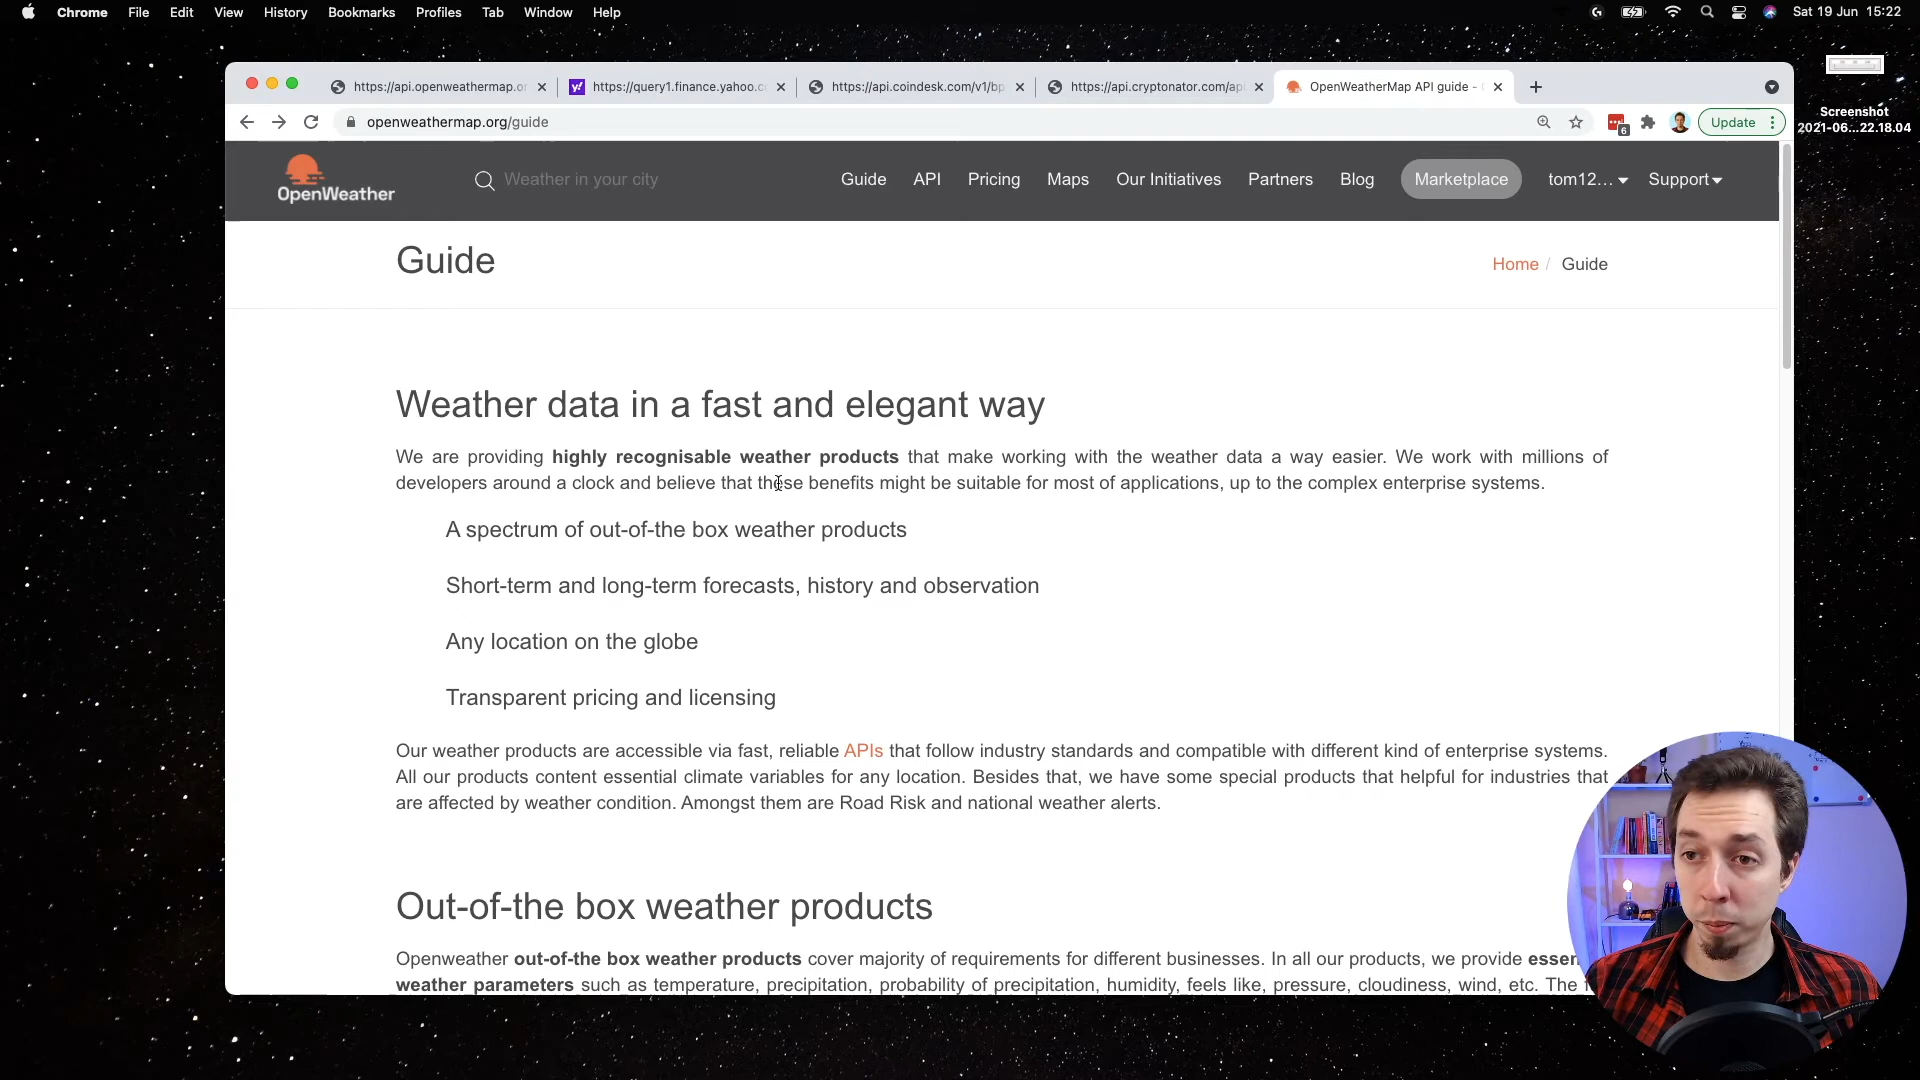 Chrome File Edit View History Bookmarks Profiles Tab Window Help
Sat 19 Jun 15:22
https://api.openweathermap.or
https://query1.finance.yahoo.c
https://api.coindesk.com/v1/bp
https://api.cryptonator.com/api
OpenWeatherMap API guide -
openweathermap.org/guide
6
Update
Screenshot
2021-06...22.18.04
OpenWeather
Weather in your city
Guide API Pricing Maps Our Initiatives Partners Blog Marketplace tom12... Support
Guide
Home / Guide
Weather data in a fast and elegant way
We are providing highly recognisable weather products that make working with the weather data a way easier. We work with millions of
developers around a clock and believe that these benefits might be suitable for most of applications, up to the complex enterprise systems.
A spectrum of out-of-the box weather products
Short-term and long-term forecasts, history and observation
Any location on the globe
Transparent pricing and licensing
Our weather products are accessible via fast, reliable APIs that follow industry standards and compatible with different kind of enterprise systems.
All our products content essential climate variables for any location. Besides that, we have some special products that helpful for industries that
are affected by weather condition. Amongst them are Road Risk and national weather alerts.
Out-of-the box weather products
Openweather out-of-the box weather products cover majority of requirements for different businesses. In all our products, we provide essen
weather parameters such as temperature, precipitation, probability of precipitation, humidity, feels like, pressure, cloudiness, wind, etc. The